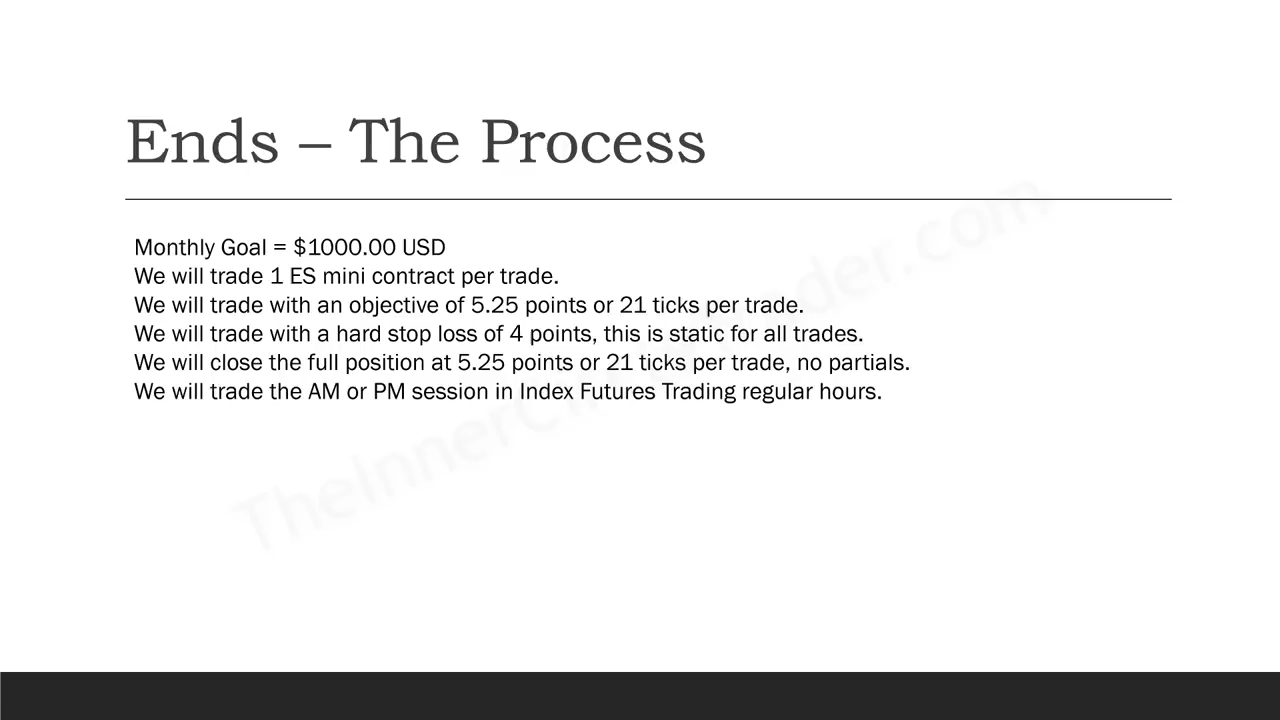 Ends – The Process
Monthly Goal = $1000.00 USD
We will trade 1 ES mini contract per trade.
We will trade with an objective of 5.25 points or 21 ticks per trade.
We will trade with a hard stop loss of 4 points, this is static for all trades.
We will close the full position at 5.25 points or 21 ticks per trade, no partials.
We will trade the AM or PM session in Index Futures Trading regular hours.